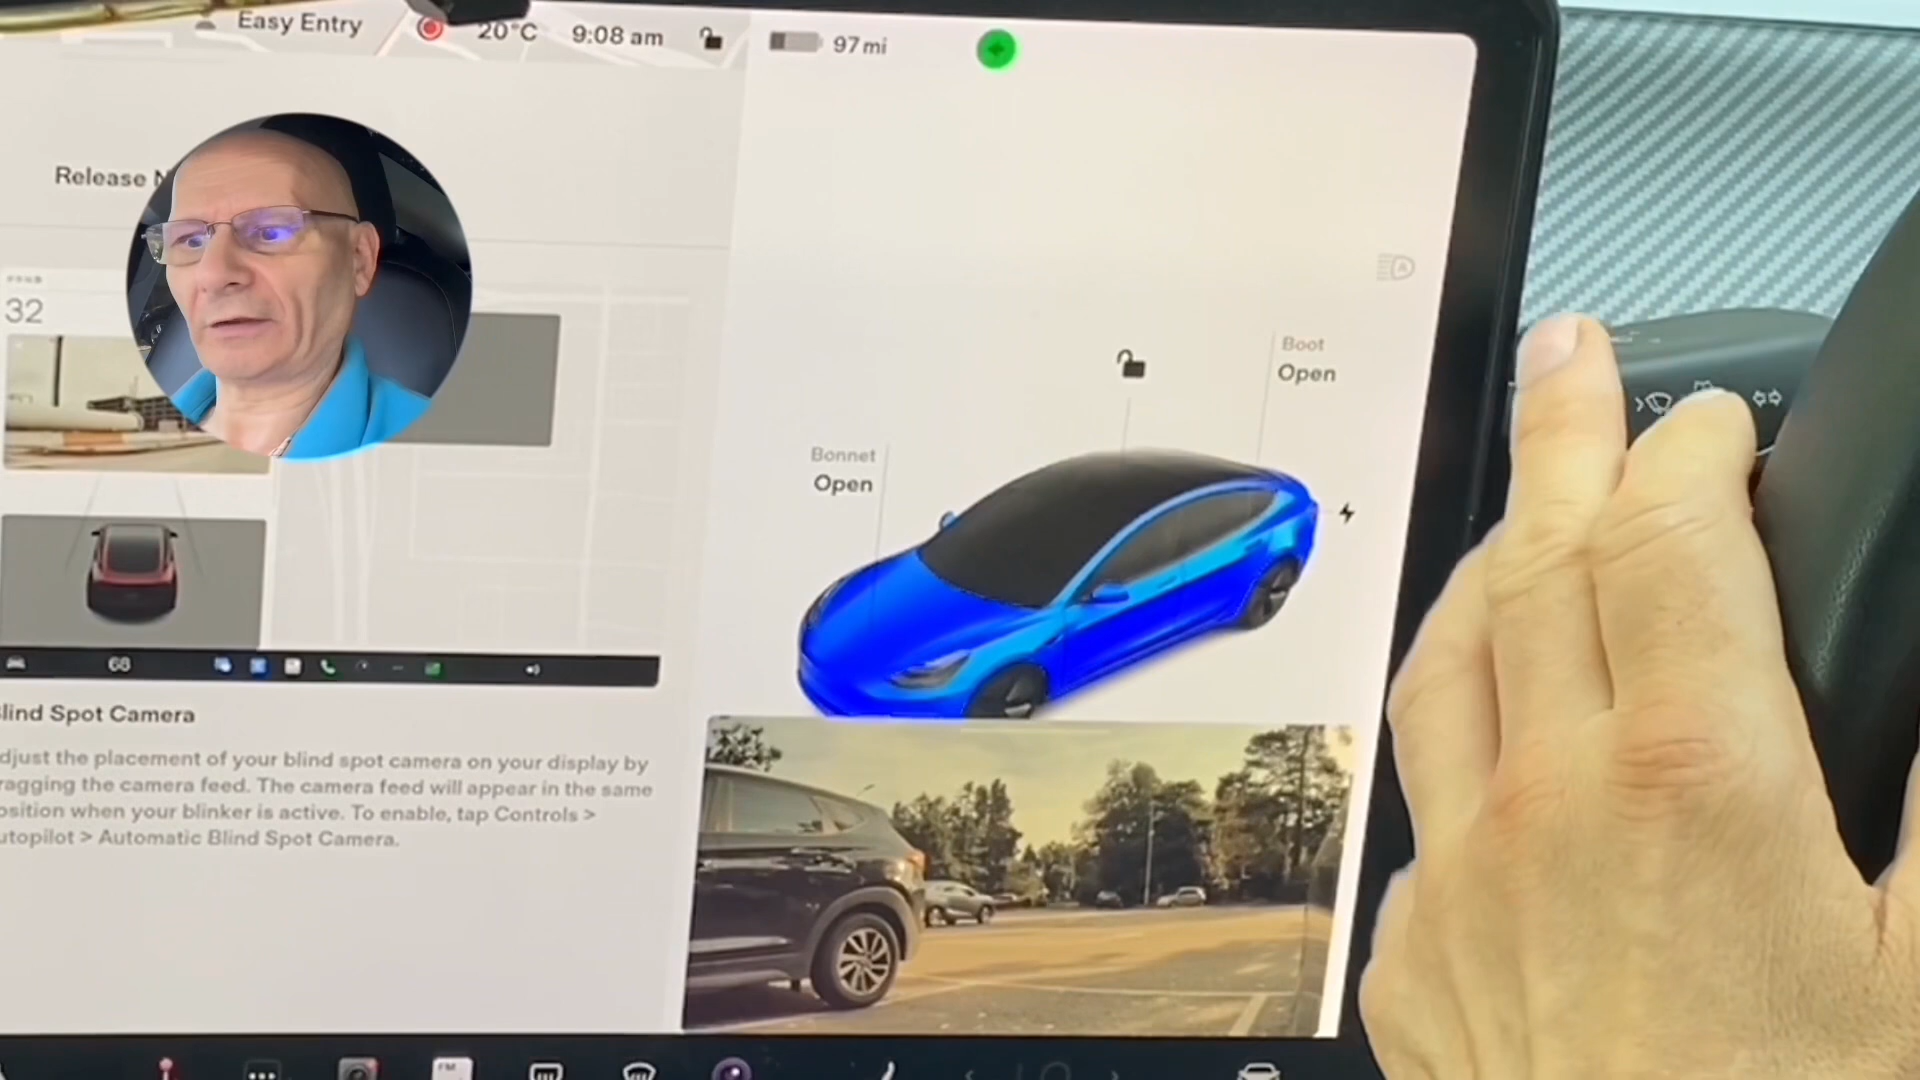 Easy Entry
20°C
9:08 am
97 mi
Release
32
Boot
Open
Bonnet
Open
68
lind Spot Camera
djust the placement of your blind spot camera on your display by
ragging the camera feed. The camera feed will appear in the same
osition when your blinker is active. To enable, tap Controls >
utopilot > Automatic Blind Spot Camera.